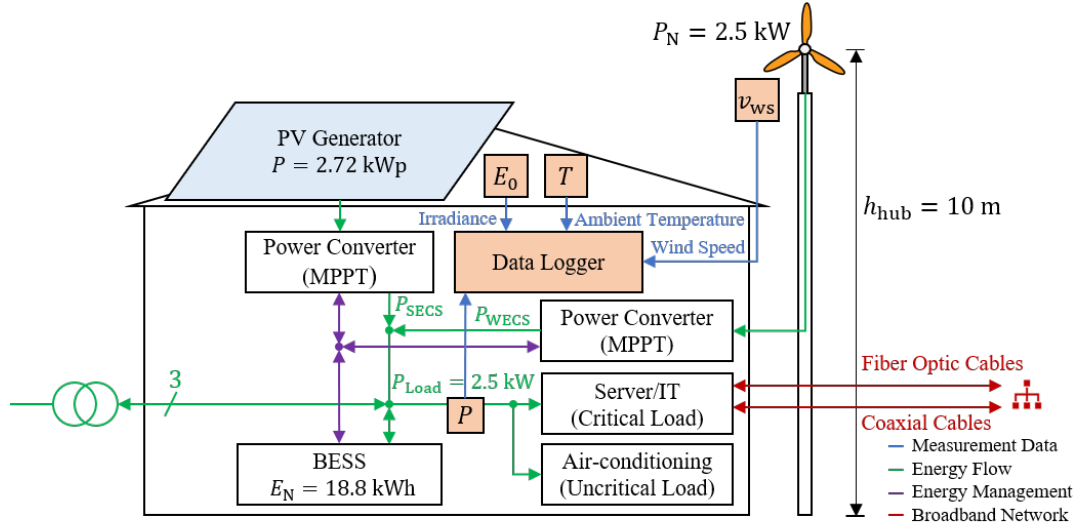 P_N = 2.5 kW
v_ws
PV Generator
P = 2.72 kWp
E_0
T
Irradiance
Ambient Temperature
h_hub = 10 m
Power Converter
(MPPT)
Data Logger
Wind Speed
P_SECS
P_WECS
Power Converter
(MPPT)
Fiber Optic Cables
3
P_Load = 2.5 kW
Server/IT
(Critical Load)
P
Coaxial Cables
BESS
E_N = 18.8 kWh
Air-conditioning
(Uncritical Load)
Measurement Data
Energy Flow
Energy Management
Broadband Network